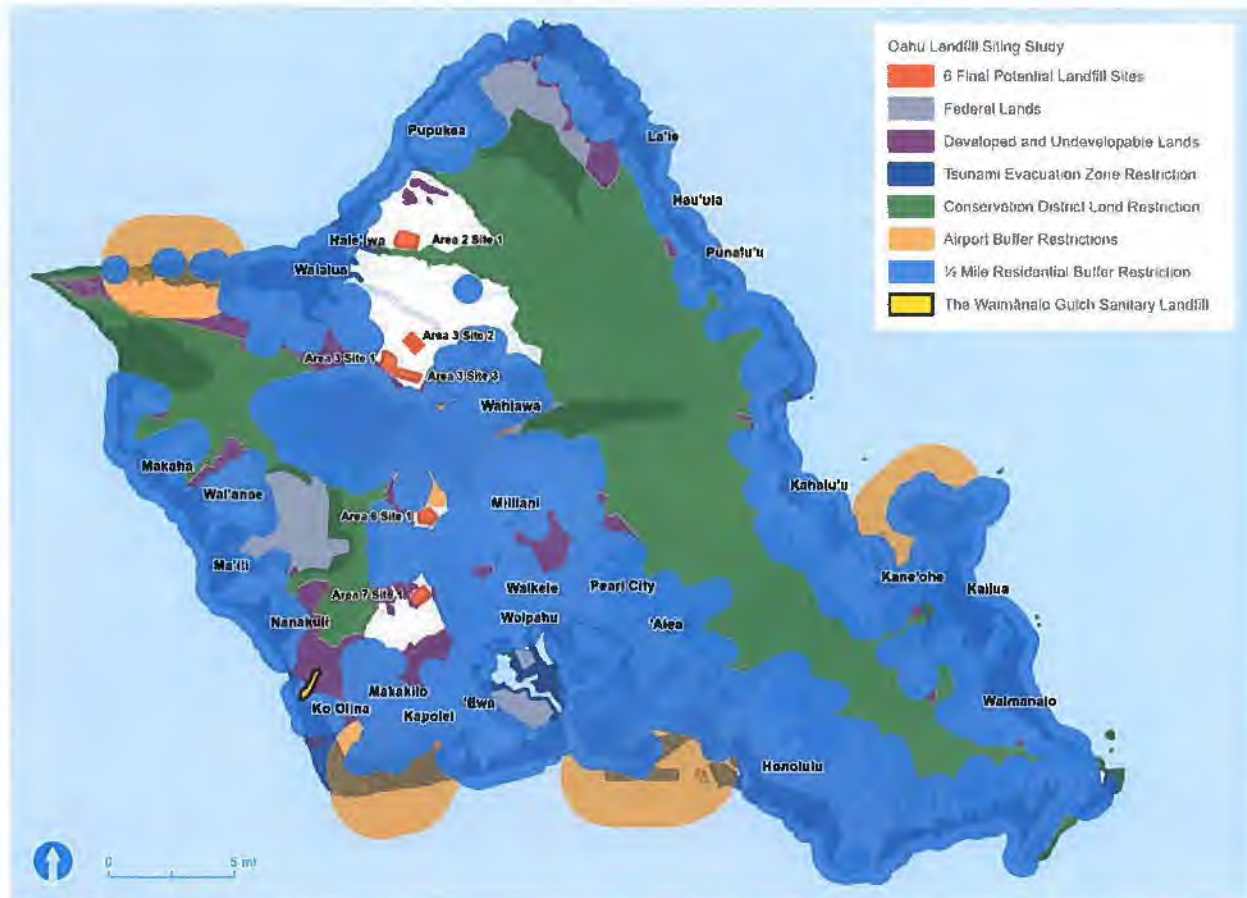 Oahu Landfill Siting Study
6 Final Potential Landfill Sites
Federal Lands
Developed and Undevelopable Lands
Tsunami Evacuation Zone Restriction
Conservation District Land Restriction
Airport Buffer Restrictions
½ Mile Residential Buffer Restriction
The Waimānalo Gulch Sanitary Landfill
Pupukea
La'ie
Hau'ula
Hale'iwa
Area 2 Site 1
Punalu'u
Waialua
Area 3 Site 2
Area 3 Site 1
Area 3 Site 3
Wahiawa
Makaha
Wai'anae
Kahalu'u
Mililani
Area 6 Site 1
Ma'ili
Kane'ohe
Kailua
Pearl City
Waikele
Area 7 Site 1
Nanakuli
Waipahu
'Aiea
Makakilo
'Ewa
Ko Olina
Kapolei
Waimanalo
Honolulu
0 5 mi